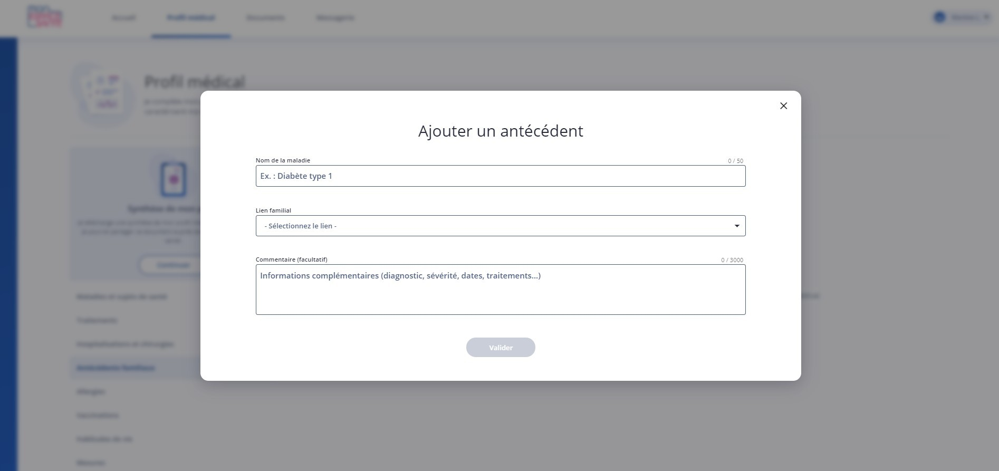 Accueil
Profil médical
Documents
Messagerie
Profil médical
Ajouter un antécédent
Nom de la maladie
0 / 50
Ex. : Diabète type 1
Lien familial
- Sélectionnez le lien -
Commentaire (facultatif)
0 / 3000
Informations complémentaires (diagnostic, sévérité, dates, traitements...)
Valider
Synthèse de mon
Continuer
Maladies et sujets de santé
Traitements
Hospitalisations et chirurgies
Antécédents familiaux
Allergies
Vaccinations
Habitudes de vie
Mesures